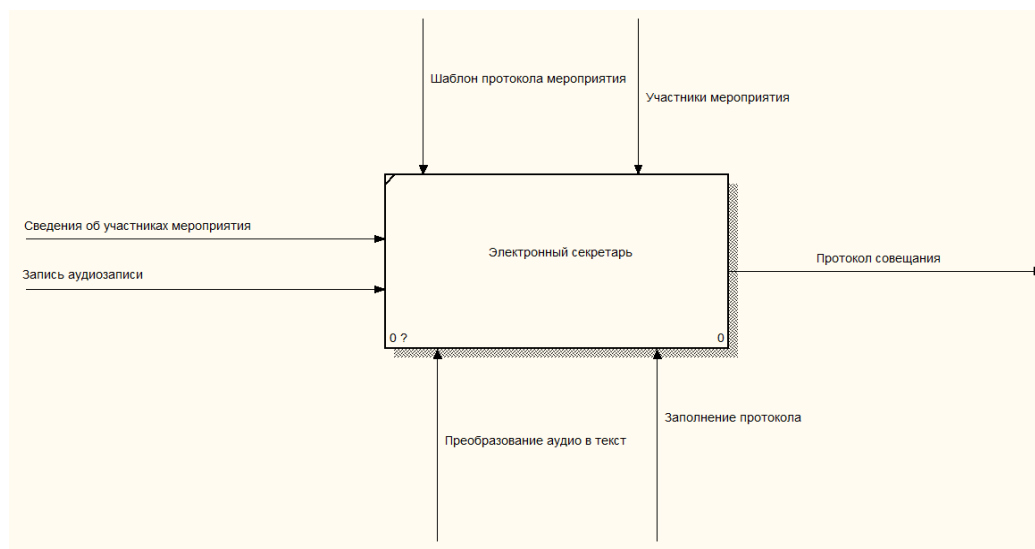 Шаблон протокола мероприятия
Участники мероприятия
Сведения об участниках мероприятия
Электронный секретарь
Протокол совещания
Запись аудиозаписи
0 ?
0
Заполнение протокола
Преобразование аудио в текст